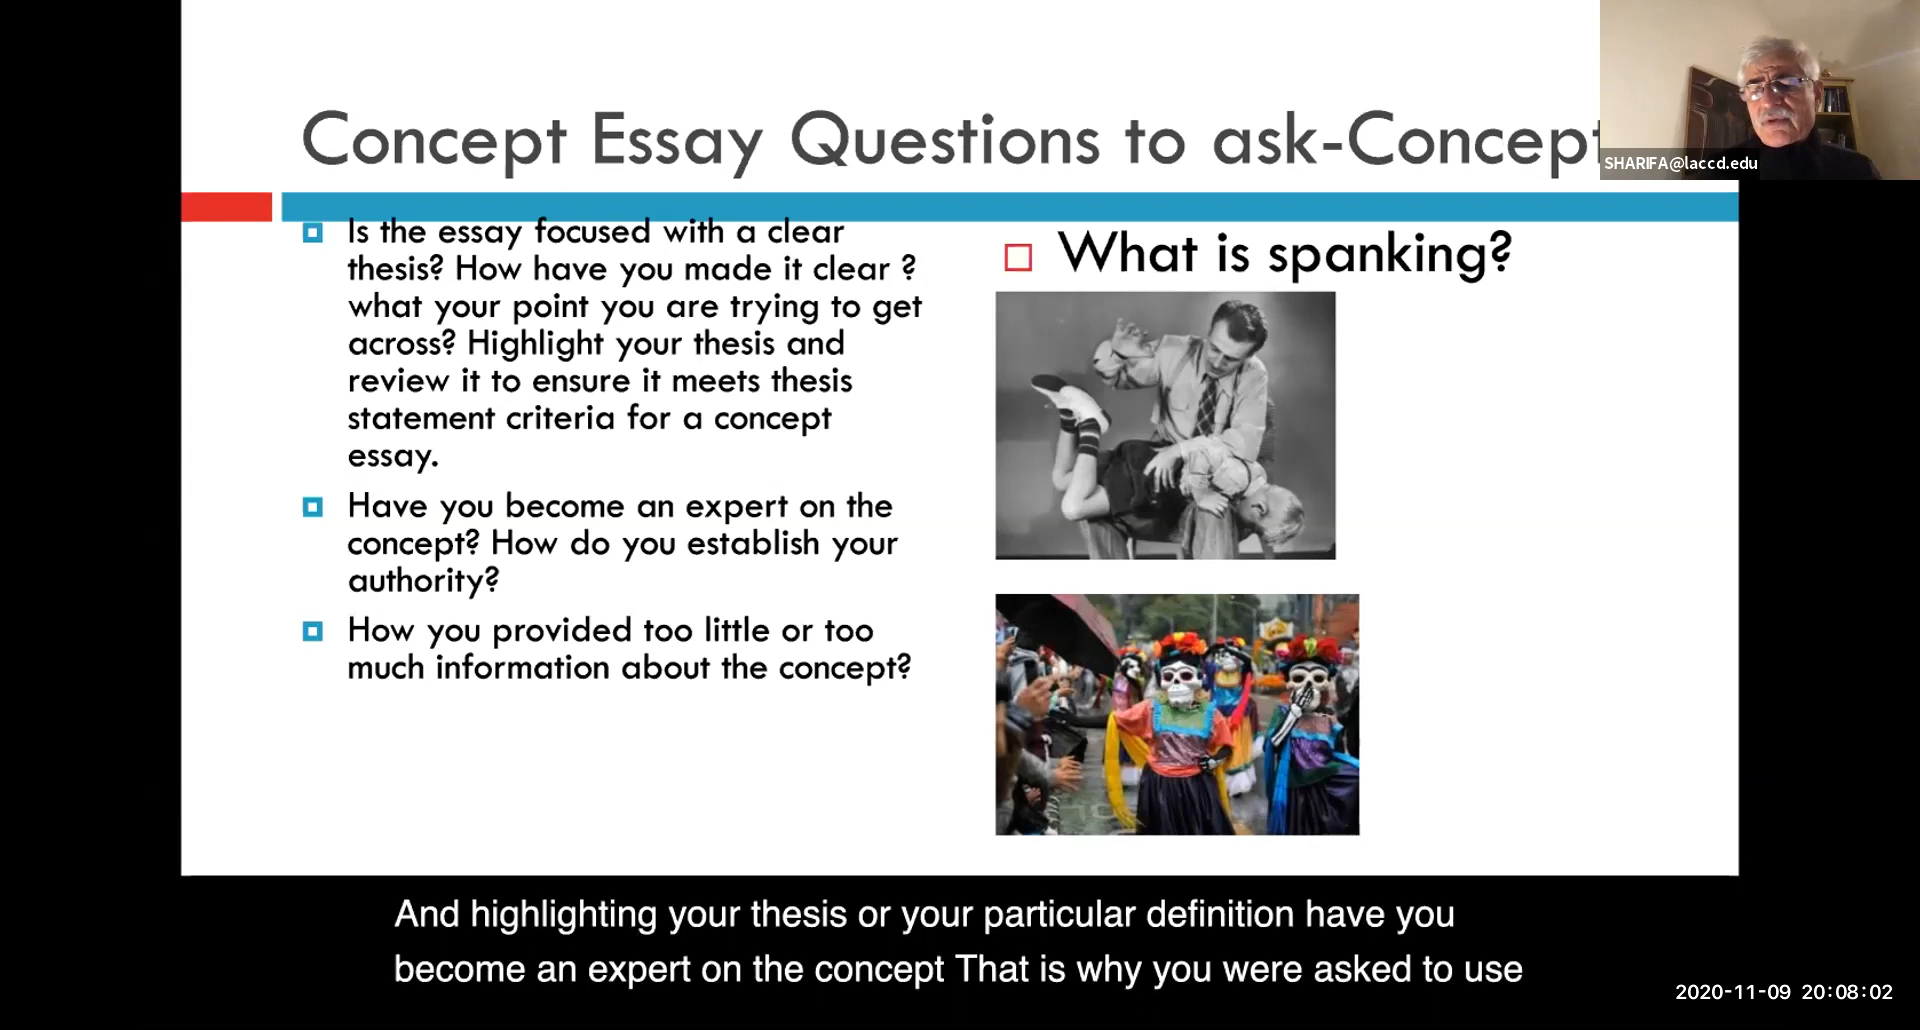 Concept Essay Questions to ask-Concept
SHARIFA@laccd.edu
Is the essay focused with a clear
thesis? How have you made it clear ?
what your point you are trying to get
across? Highlight your thesis and
review it to ensure it meets thesis
statement criteria for a concept
essay.
Have you become an expert on the
concept? How do you establish your
authority?
How you provided too little or too
much information about the concept?
What is spanking?
And highlighting your thesis or your particular definition have you
become an expert on the concept That is why you were asked to use
2020-11-09 20:08:02